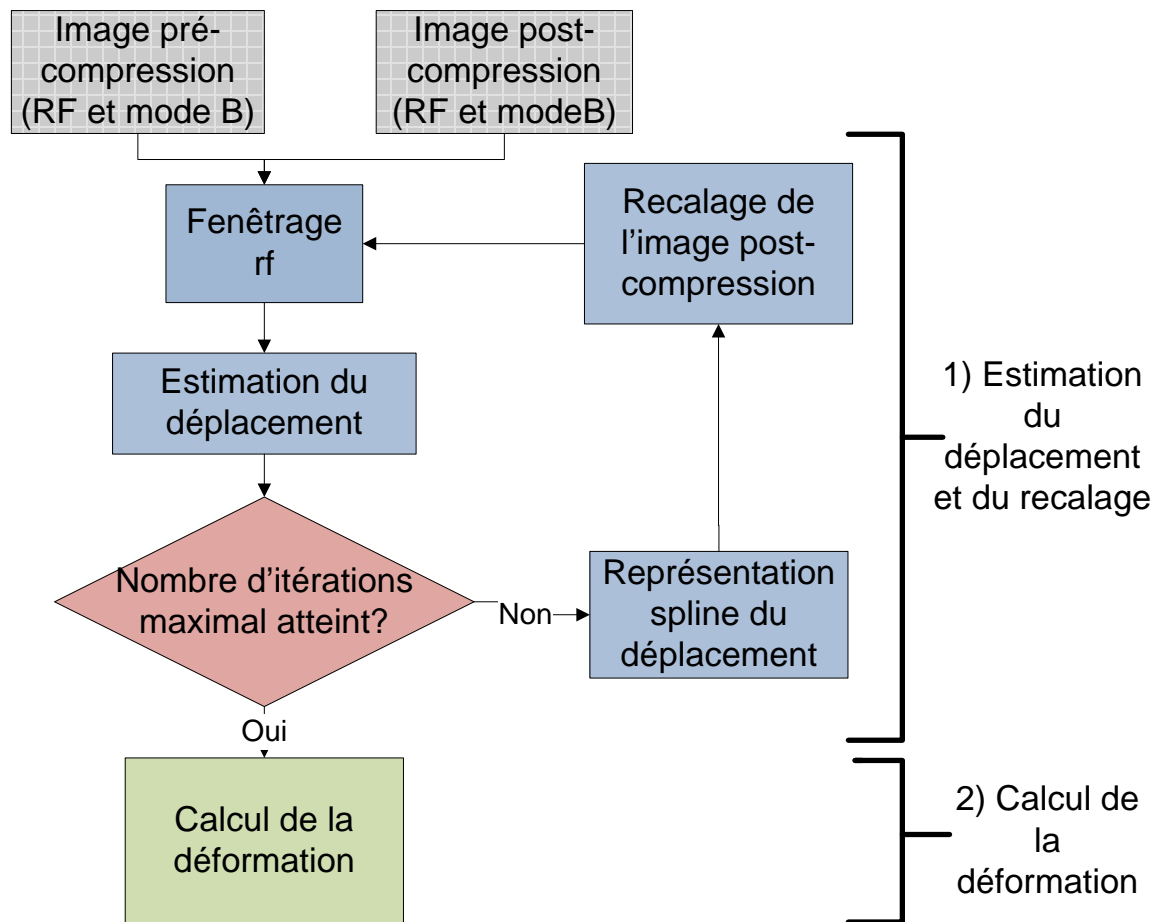 Image pré-
compression
(RF et mode B)
Image post-
compression
(RF et modeB)
Fenêtrage
rf
Recalage de
l’image post-
compression
Estimation du
déplacement
1) Estimation
du
déplacement
et du recalage
Nombre d’itérations
maximal atteint?
Non
Représentation
spline du
déplacement
Oui
Calcul de la
déformation
2) Calcul de
la
déformation